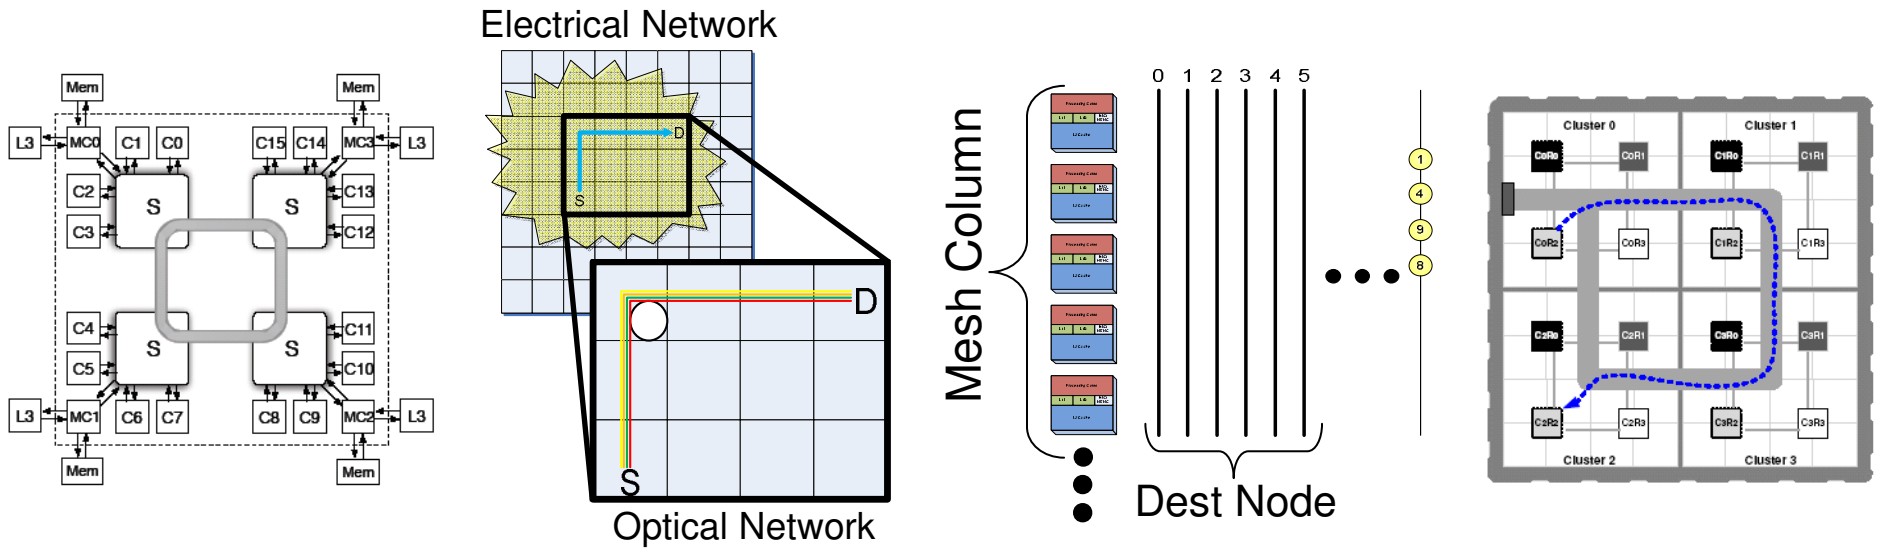 Mem Mem
L3 MC0 C1 C0 C15 C14 MC3 L3
C2 S S C13
C3 C12
C4 S S C11
C5 C10
L3 MC1 C6 C7 C8 C9 MC2 L3
Mem Mem
Electrical Network
D
S
D
S
Optical Network
Mesh Column
0 1 2 3 4 5
1
4
9
8
Dest Node
Cluster 0 Cluster 1
C0R0 C0R1 C1R0 C1R1
C0R2 C0R3 C1R2 C1R3
C2R0 C2R1 C3R0 C3R1
C2R2 C2R3 C3R2 C3R3
Cluster 2 Cluster 3